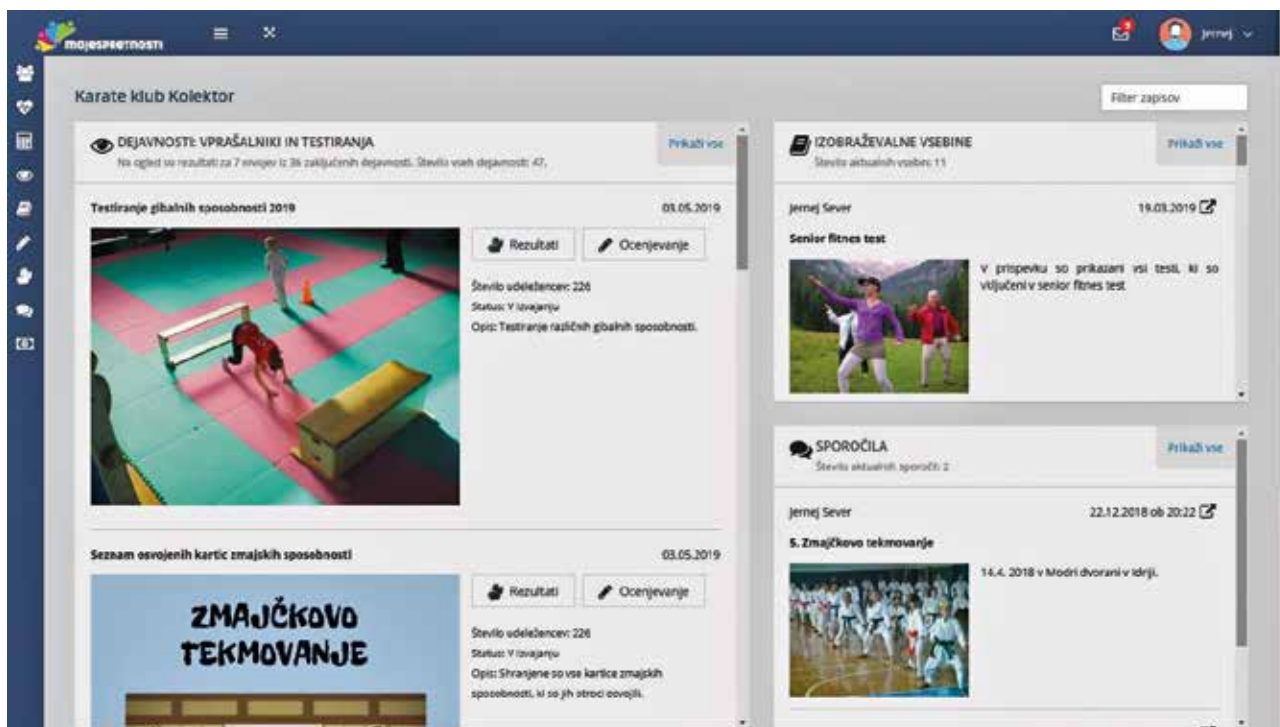 mojespretnosti
Jernej
Karate klub Kolektor
Filter zapisov
DEJAVNOSTI: VPRAŠALNIKI IN TESTIRANJA
Prikaži vse
Na ogled so rezultati za 7 enojev iz 36 zaključenih dejavnosti. Število vseh dejavnosti: 47.
Testiranje gibalnih sposobnosti 2019
03.05.2019
Rezultati
Ocenjevanje
Število udeležencev: 226
Status: V izvajanju
Opis: Testiranje različnih gibalnih sposobnosti.
Seznam osvojenih kartic zmajskih sposobnosti
03.05.2019
ZMAJČKOVO
TEKMOVANJE
Rezultati
Ocenjevanje
Število udeležencev: 226
Status: V izvajanju
Opis: Shranjene so vse kartice zmajskih
sposobnosti, ki so jih otroci osvojili.
IZOBRAŽEVALNE VSEBINE
Prikaži vse
Število aktualnih vsebin: 11
Jernej Sever
19.03.2019
Senior fitnes test
V prispevku so prikazani vsi testi, ki so
vključeni v senior fitnes test
SPOROČILA
Prikaži vse
Število aktualnih sporočil: 2
Jernej Sever
22.12.2018 ob 20:22
5. Zmajčkovo tekmovanje
14.4. 2018 v Modri dvorani v Idriji.